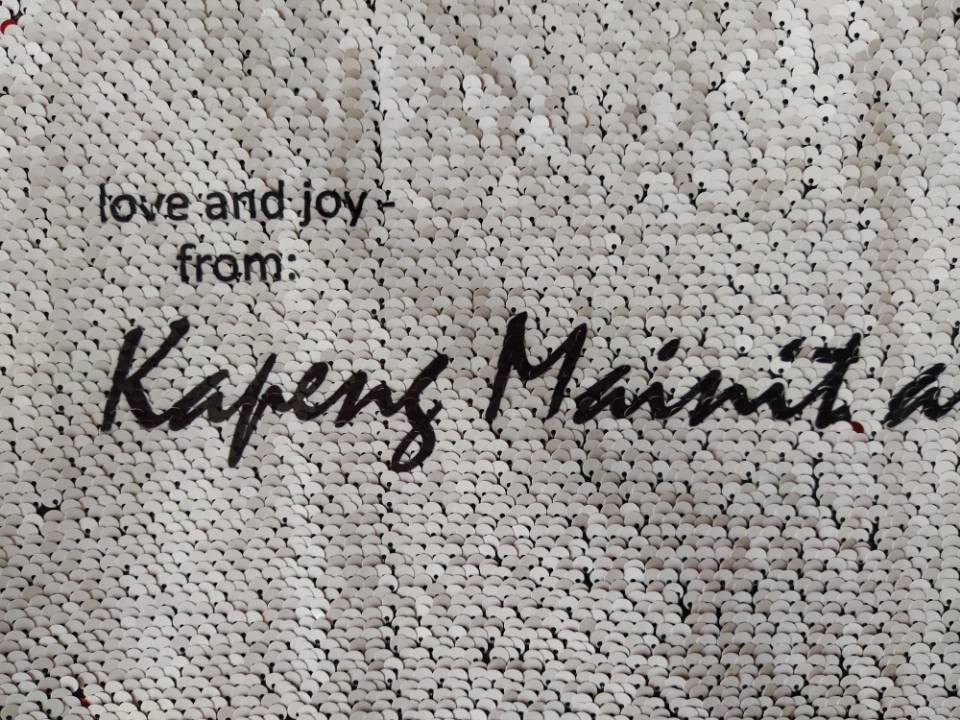 love and joy -
from:
Kapeng Mainit a